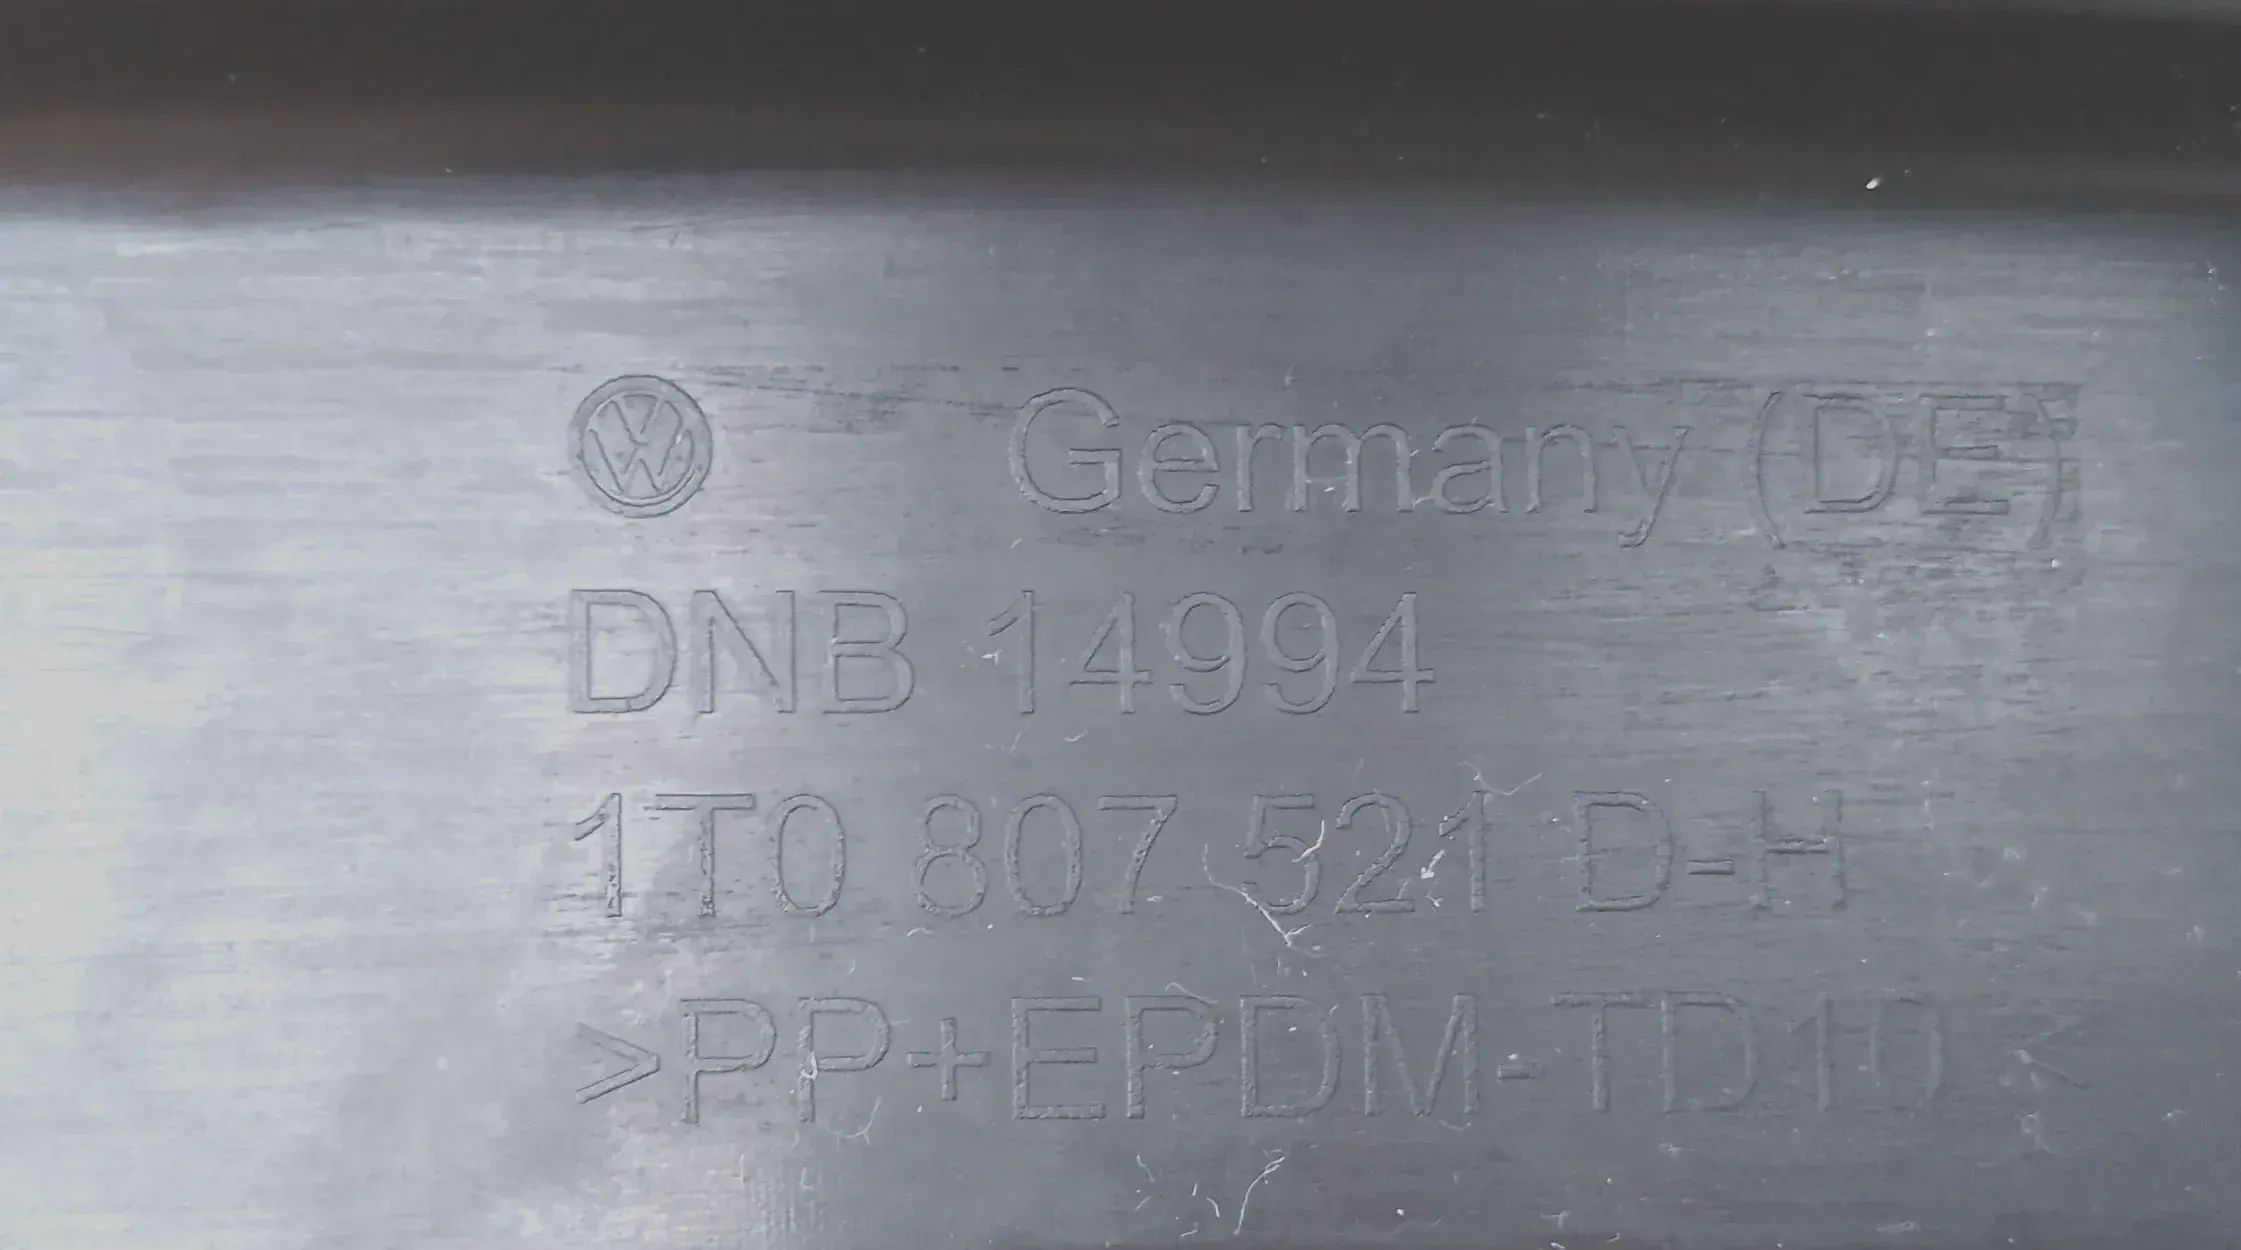 Germany (DE)
DNB 14994
1T0 807 521 D-H
>PP+EPDM-TD10<